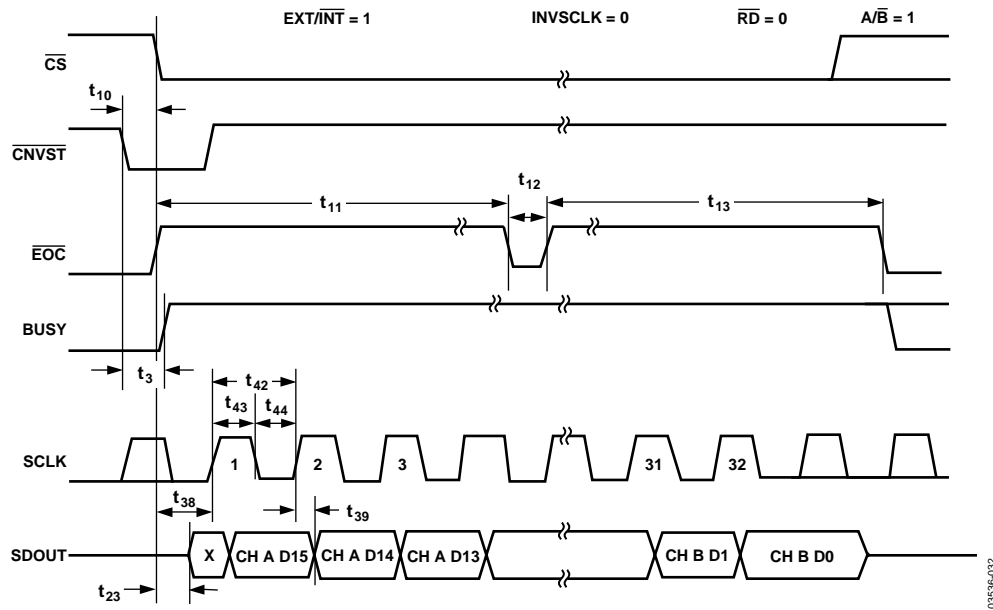 EXT/INT = 1 INVSCLK = 0 RD = 0 A/B = 1
CS
t10
CNVST
t12
t11 t13
EOC
BUSY
t3 t42
t43 t44
SCLK 1 2 3 31 32
t38 t39
SDOUT X CH A D15 CH A D14 CH A D13 CH B D1 CH B D0
t23
03536-032